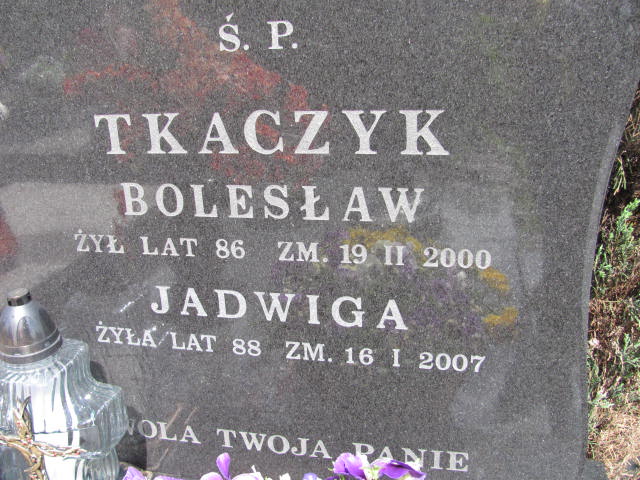 Ś. P.
TKACZYK
BOLESŁAW
ŻYŁ LAT 86 ZM. 19 II 2000
JADWIGA
ŻYŁA LAT 88 ZM. 16 I 2007
WOLA TWOJA PANIE